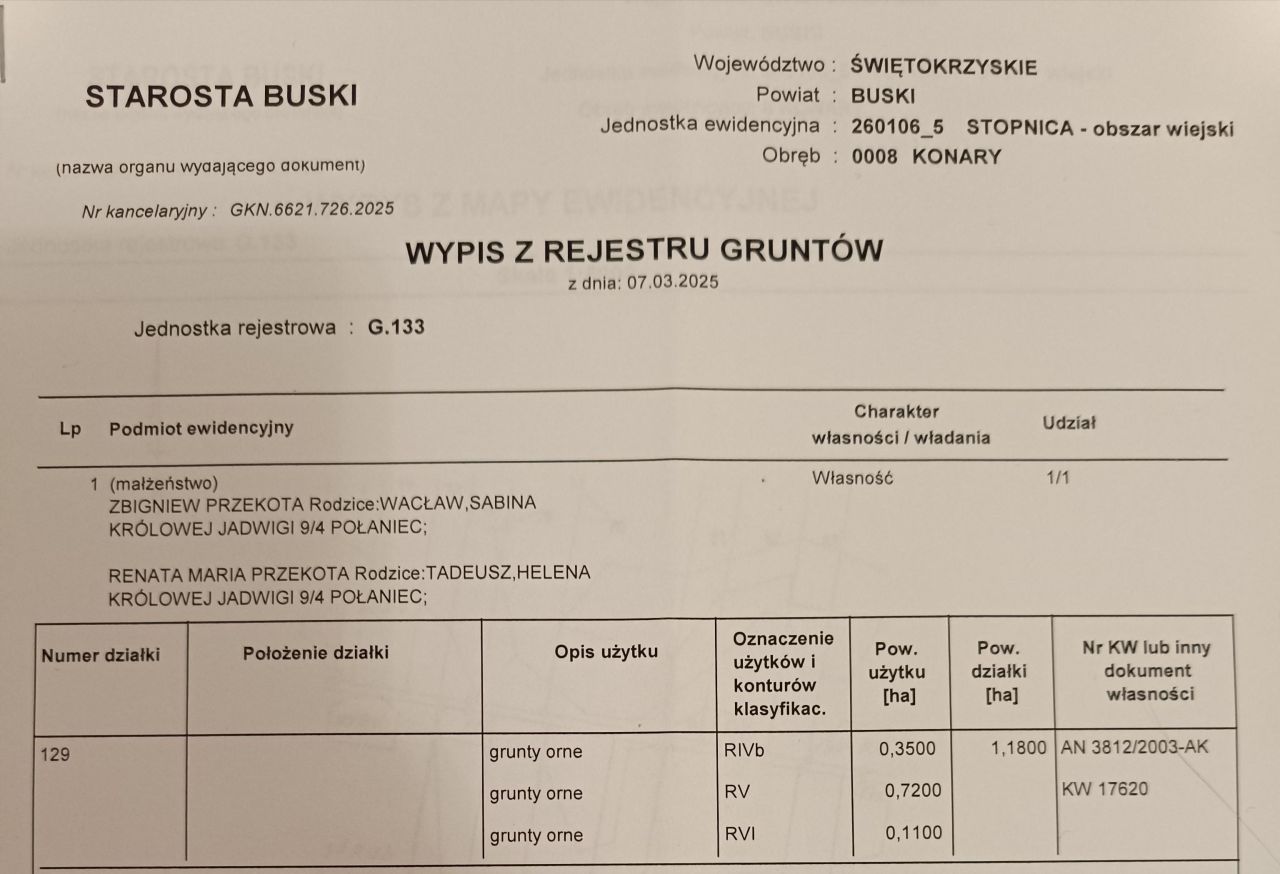 STAROSTA BUSKI
(nazwa organu wydającego dokument)
Nr kancelaryjny : GKN.6621.726.2025
Województwo : ŚWIĘTOKRZYSKIE
Powiat : BUSKI
Jednostka ewidencyjna : 260106_5 STOPNICA - obszar wiejski
Obręb : 0008 KONARY
WYPIS Z REJESTRU GRUNTÓW
z dnia: 07.03.2025
Jednostka rejestrowa : G.133
Lp Podmiot ewidencyjny Charakter własności / władania Udział
1 (małżeństwo) Własność 1/1
ZBIGNIEW PRZEKOTA Rodzice:WACŁAW,SABINA
KRÓLOWEJ JADWIGI 9/4 POŁANIEC;
RENATA MARIA PRZEKOTA Rodzice:TADEUSZ,HELENA
KRÓLOWEJ JADWIGI 9/4 POŁANIEC;
Numer działki Położenie działki Opis użytku Oznaczenie użytków i konturów klasyfikac. Pow. użytku [ha] Pow. działki [ha] Nr KW lub inny dokument własności
129 grunty orne RIVb 0,3500 1,1800 AN 3812/2003-AK
grunty orne RV 0,7200 KW 17620
grunty orne RVI 0,1100